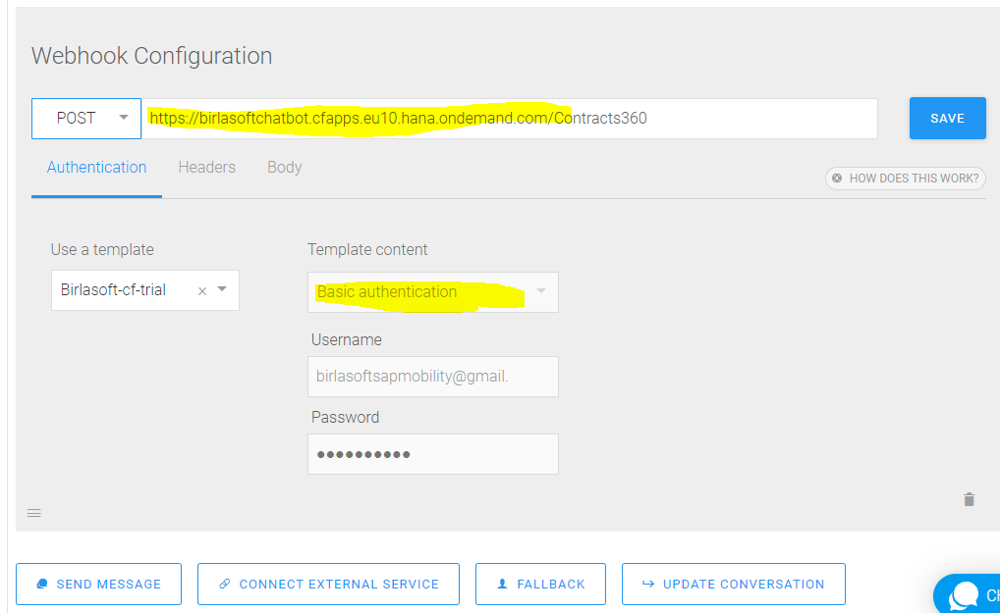 Webhook Configuration
POST https://birlasoftchatbot.cfapps.eu10.hana.ondemand.com/Contracts360 SAVE
Authentication Headers Body
HOW DOES THIS WORK?
Use a template Template content
Birlasoft-cf-trial × Basic authentication
Username
birlasoftsapmobility@gmail.
Password
SEND MESSAGE CONNECT EXTERNAL SERVICE FALLBACK UPDATE CONVERSATION